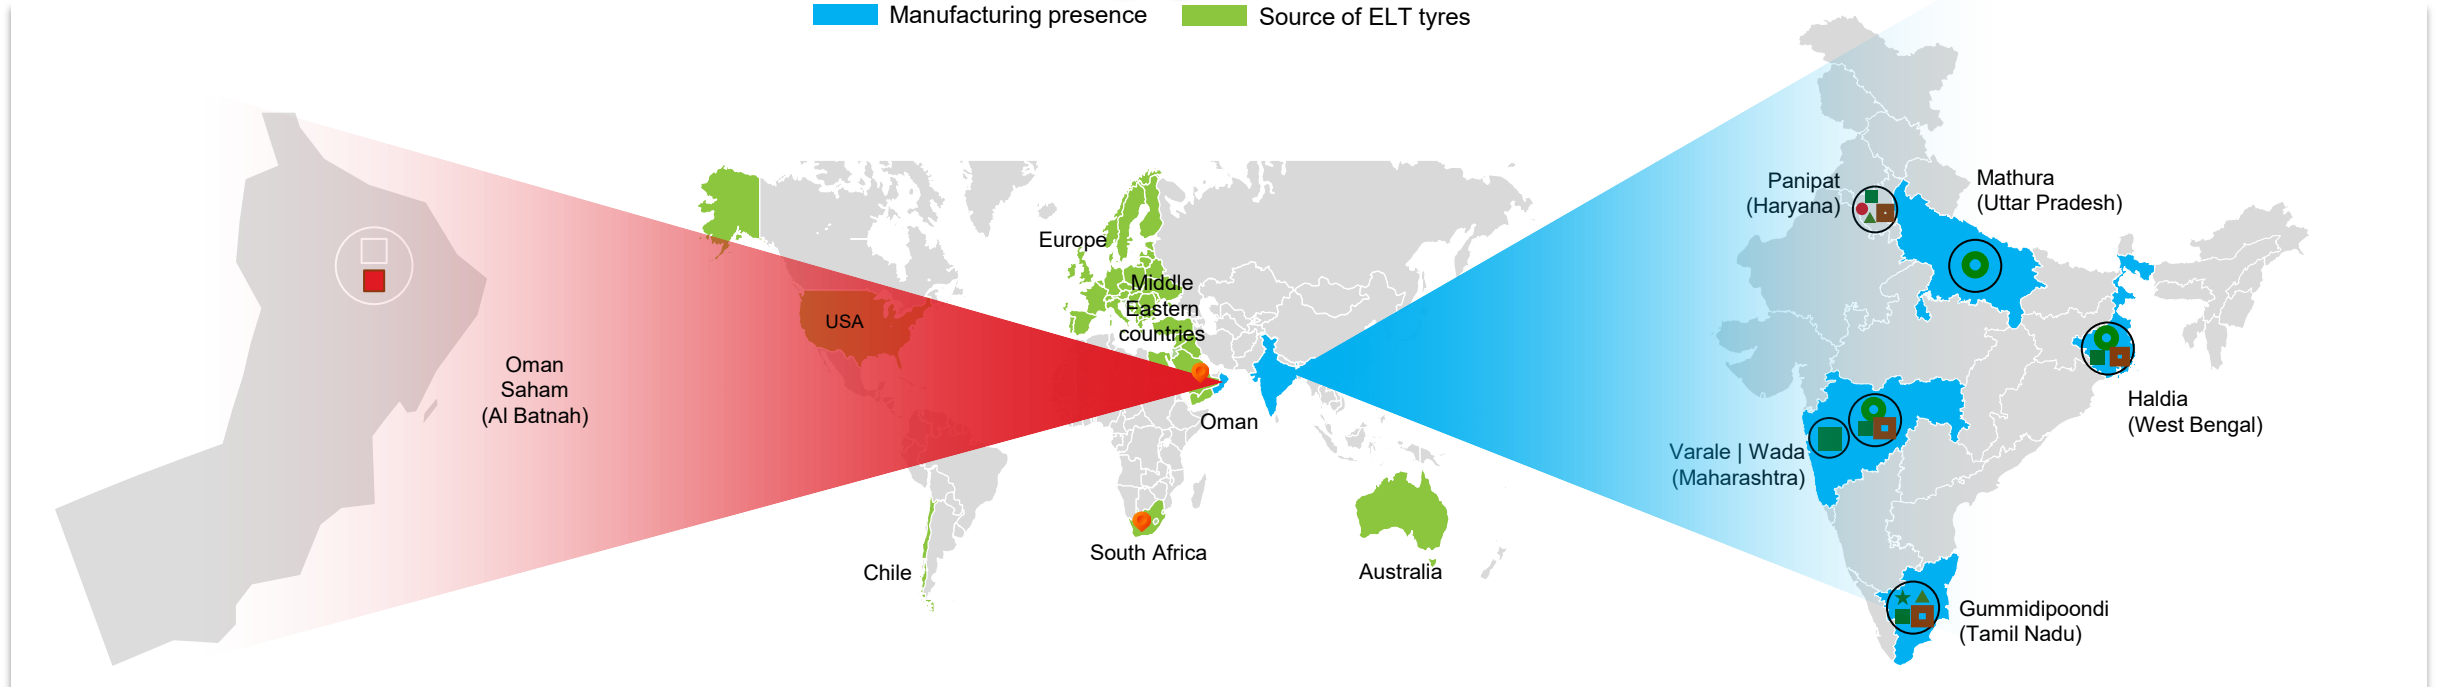 Manufacturing presence
Source of ELT tyres
Oman
Saham
(Al Batnah)
USA
Europe
Middle
Eastern
countries
Oman
South Africa
Chile
Australia
Panipat
(Haryana)
Mathura
(Uttar Pradesh)
Haldia
(West Bengal)
Varale | Wada
(Maharashtra)
Gummidipoondi
(Tamil Nadu)